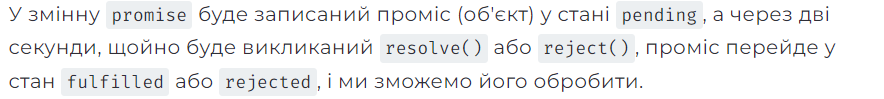 У змінну promise буде записаний проміс (об'єкт) у стані pending, а через дві
секунди, щойно буде викликаний resolve() або reject(), проміс перейде у
стан fulfilled або rejected, і ми зможемо його обробити.